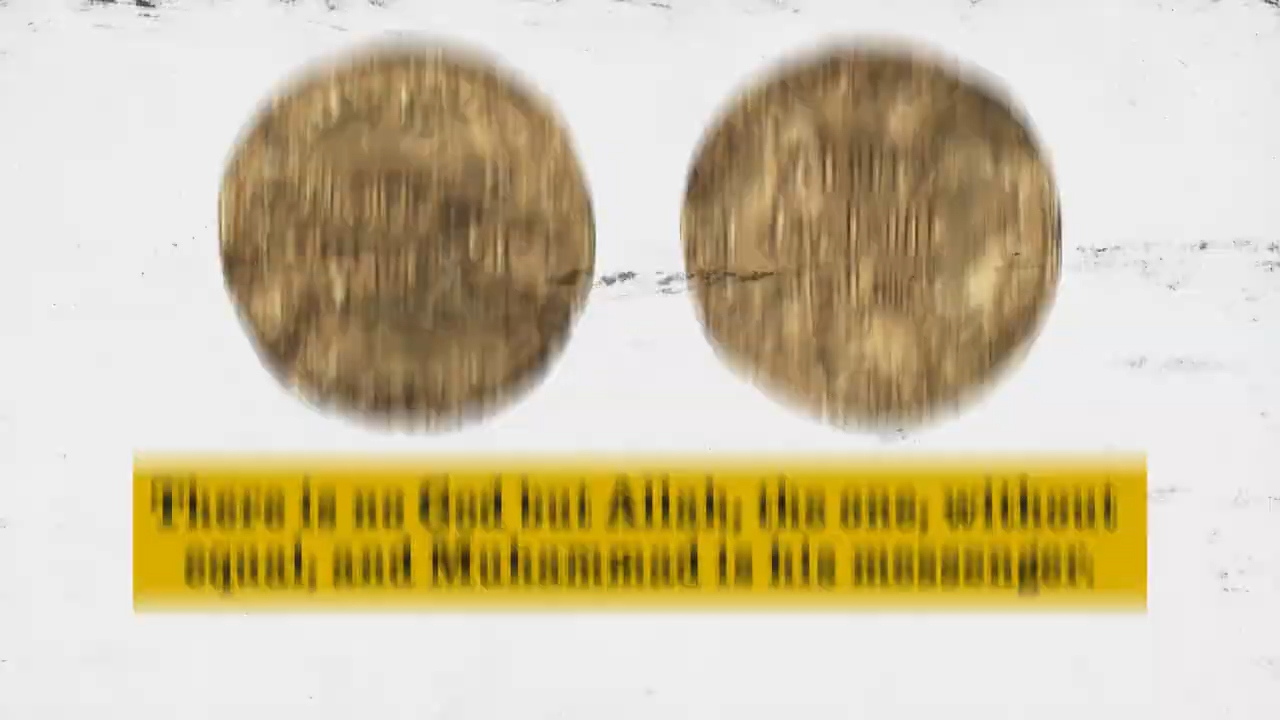 There is no God but Allah, the one, without
equal, and Muhammad is his messenger.